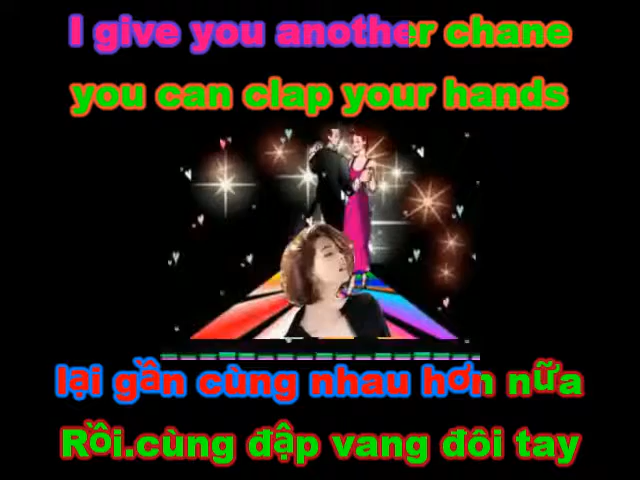 I give you another chane
you can clap your hands
lại gần cùng nhau hơn nữa
Rồi.cùng đập vang đôi tay